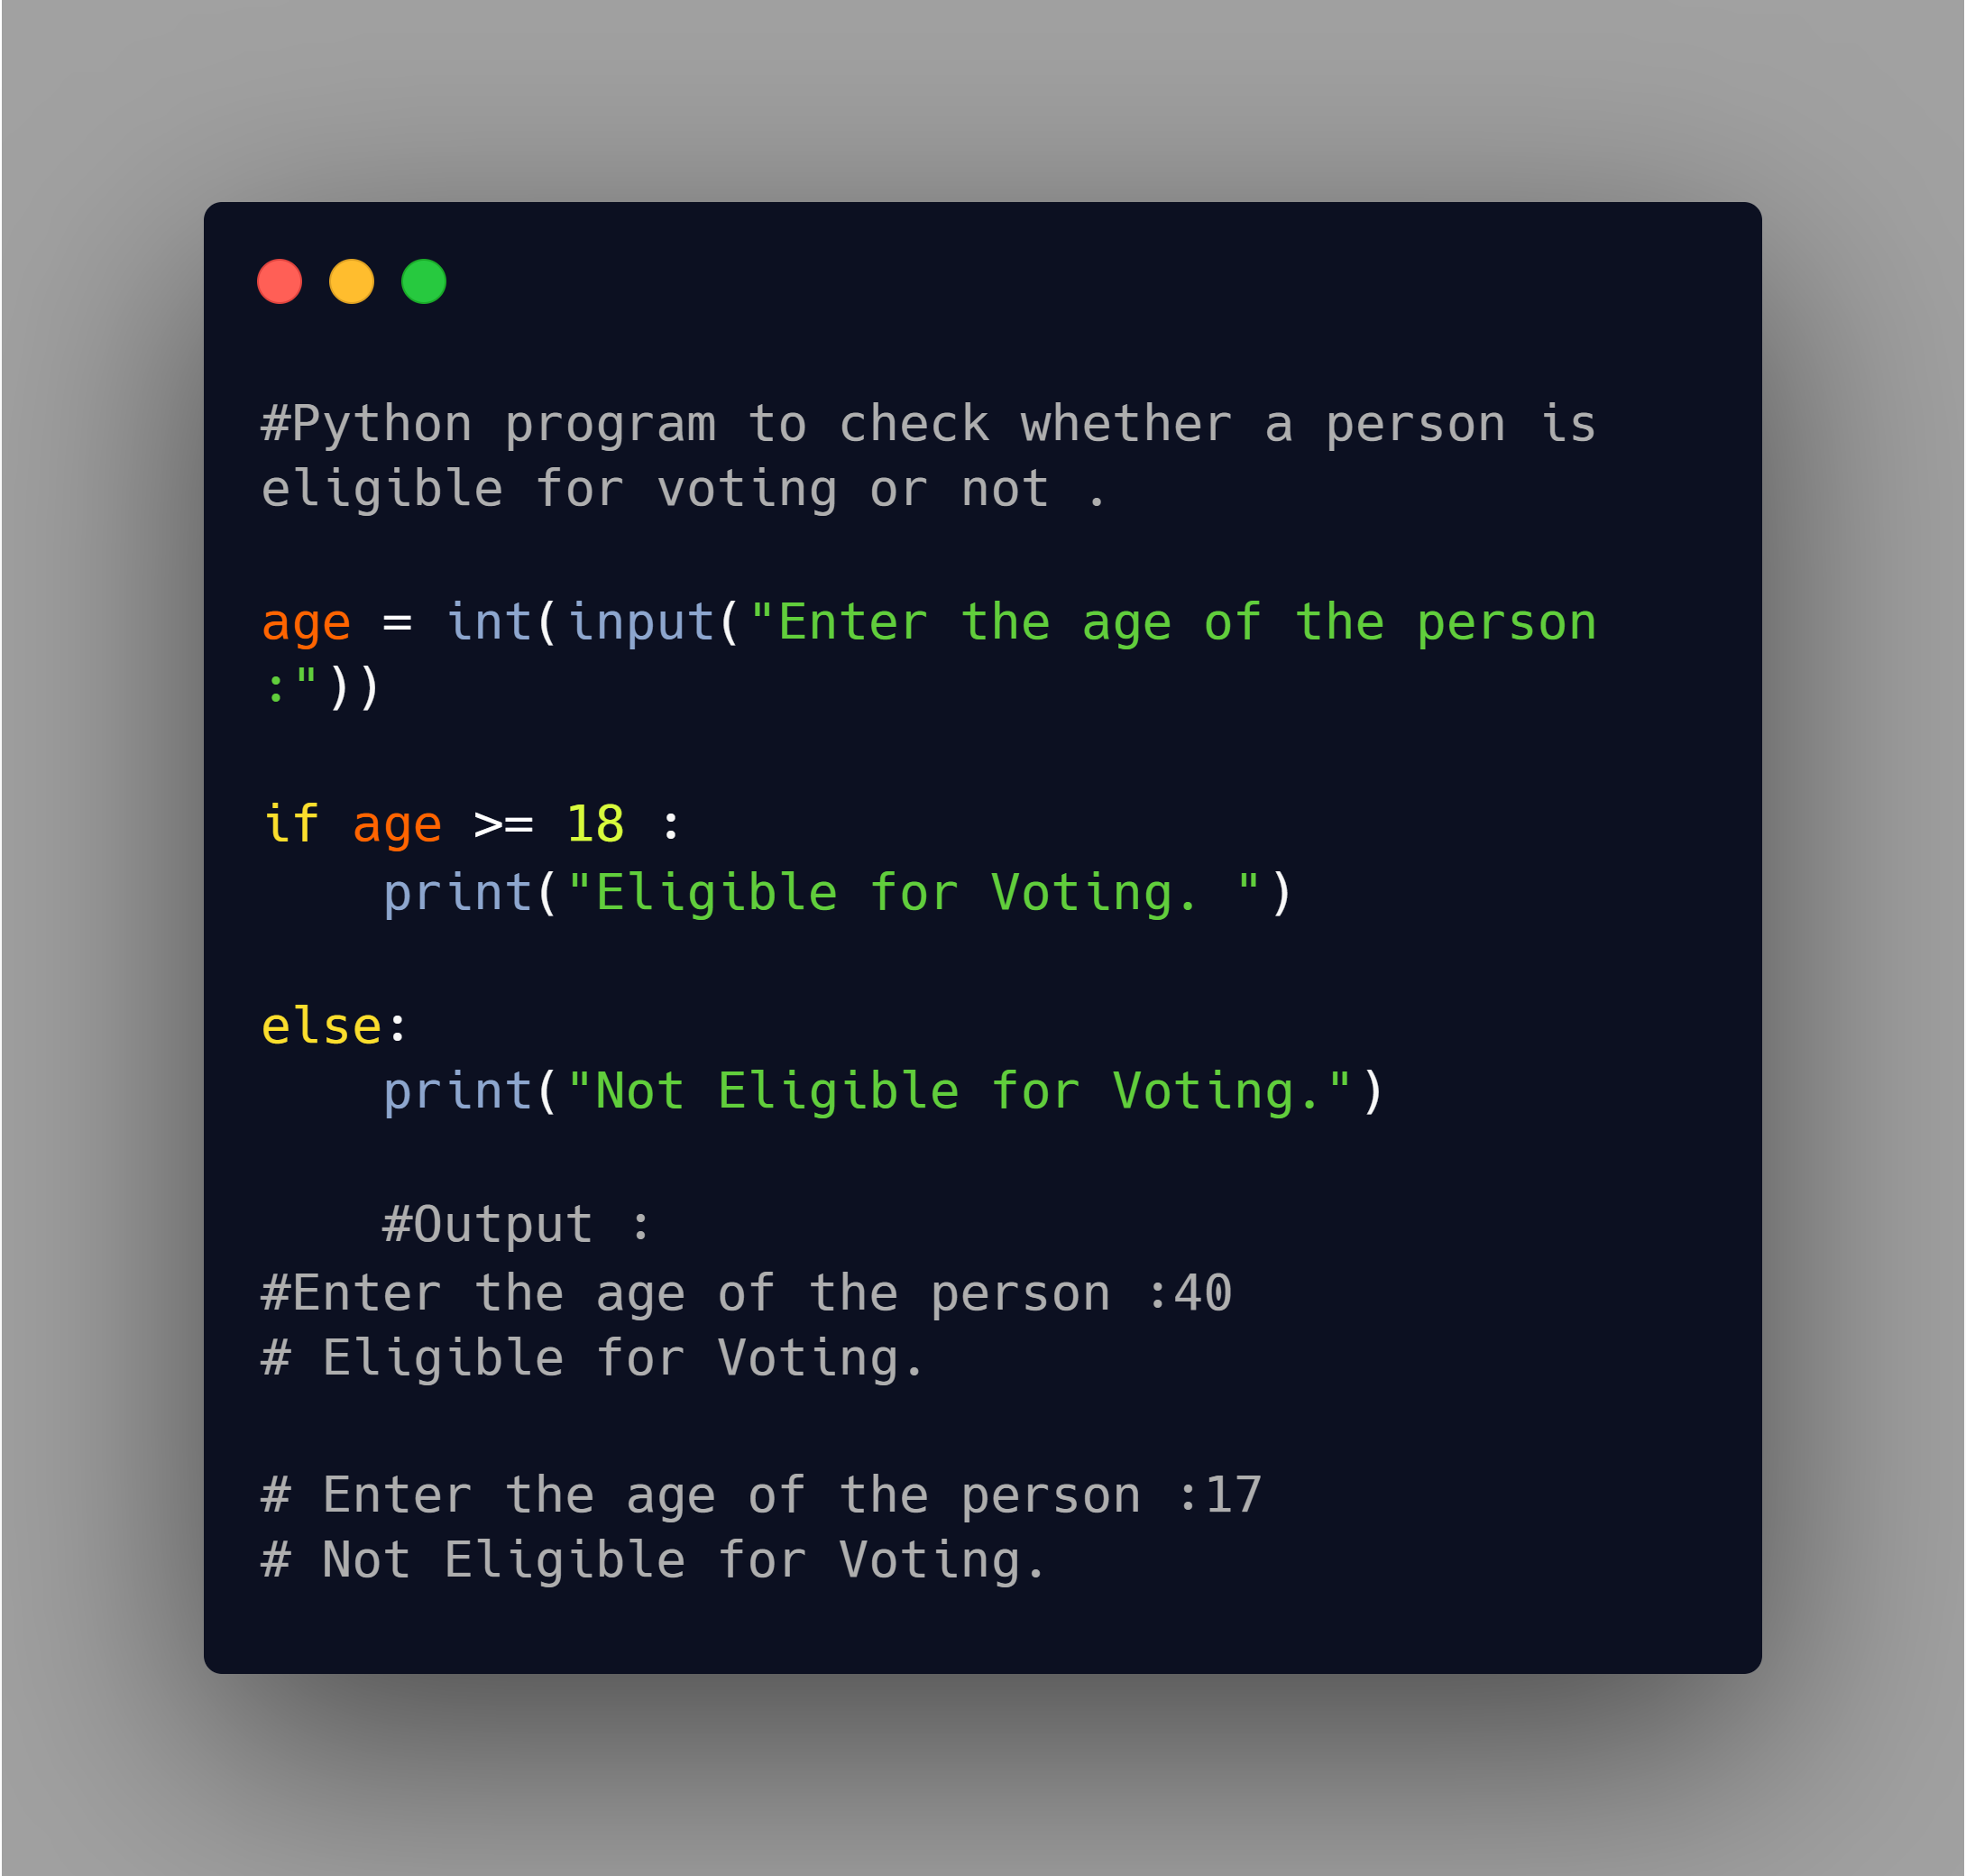 #Python program to check whether a person is
eligible for voting or not .
age = int(input("Enter the age of the person
:"))
if age >= 18 :
    print("Eligible for Voting. ")
else:
    print("Not Eligible for Voting.")
    #Output :
#Enter the age of the person :40
# Eligible for Voting.
# Enter the age of the person :17
# Not Eligible for Voting.